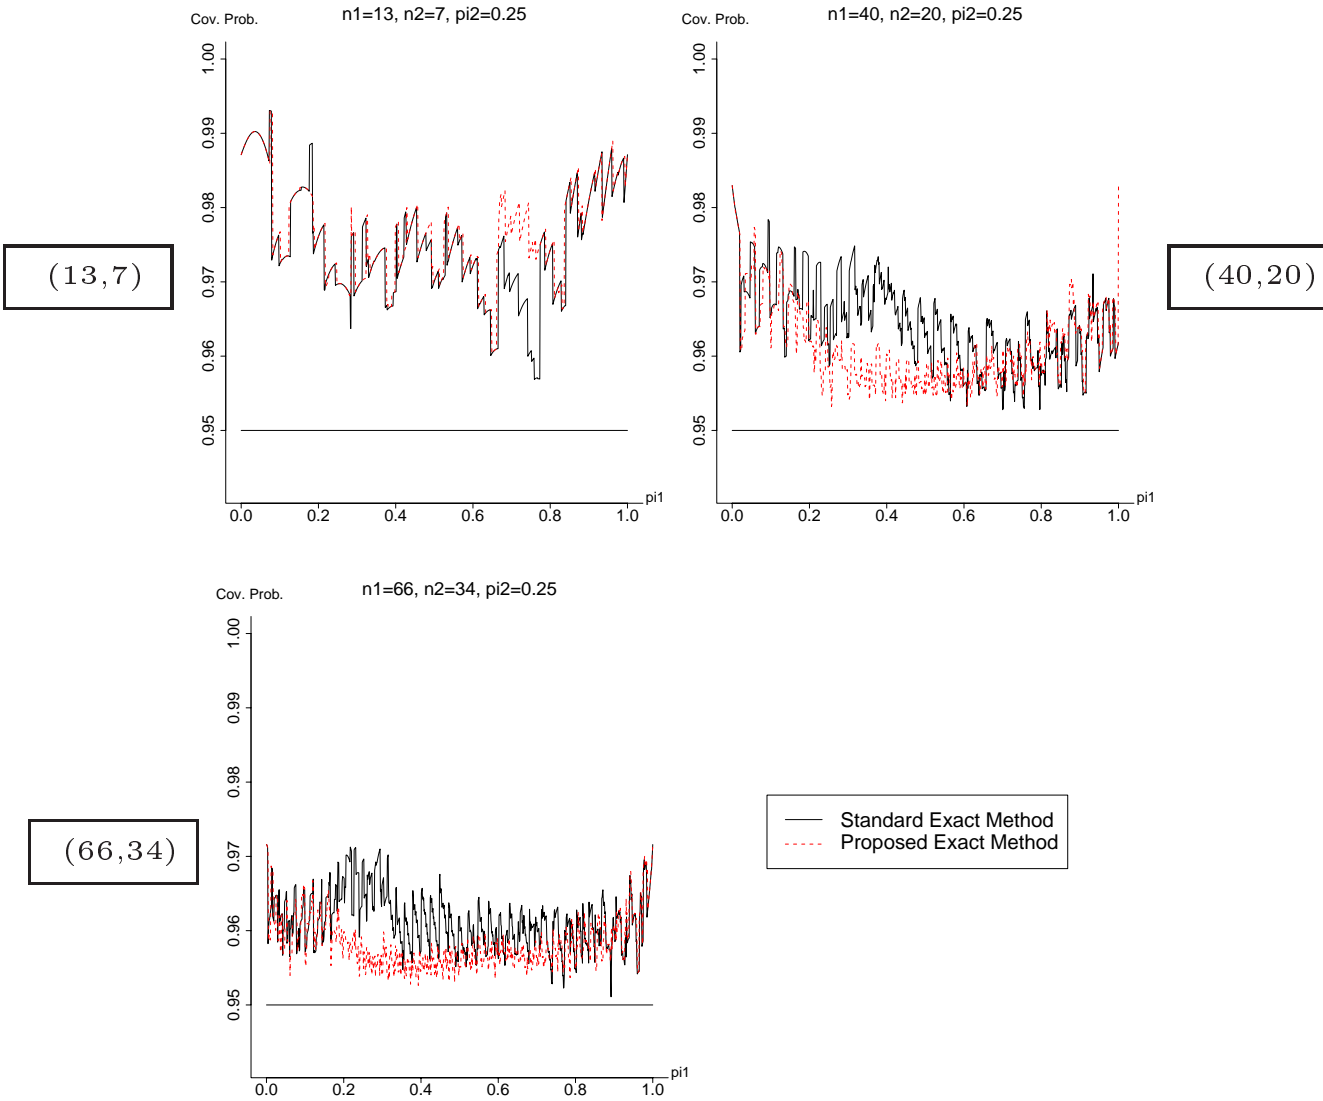 Cov. Prob.
n1=13, n2=7, pi2=0.25
1.00
0.99
0.98
0.97
0.96
0.95
0.0 0.2 0.4 0.6 0.8 1.0
pi1
(13,7)
Cov. Prob.
n1=40, n2=20, pi2=0.25
1.00
0.99
0.98
0.97
0.96
0.95
0.0 0.2 0.4 0.6 0.8 1.0
pi1
(40,20)
Cov. Prob.
n1=66, n2=34, pi2=0.25
1.00
0.99
0.98
0.97
0.96
0.95
0.0 0.2 0.4 0.6 0.8 1.0
pi1
(66,34)
Standard Exact Method
Proposed Exact Method